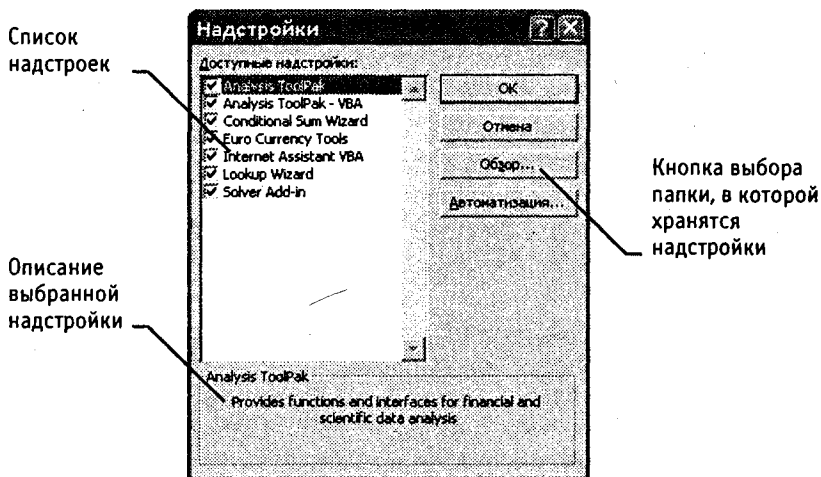 Список
надстроек
Надстройки
Доступные надстройки:
Analysis ToolPak
Analysis ToolPak - VBA
Conditional Sum Wizard
Euro Currency Tools
Internet Assistant VBA
Lookup Wizard
Solver Add-in
OK
Отмена
Обзор...
Автоматизация...
Кнопка выбора
папки, в которой
хранятся
надстройки
Описание
выбранной
надстройки
Analysis ToolPak
Provides functions and interfaces for financial and
scientific data analysis